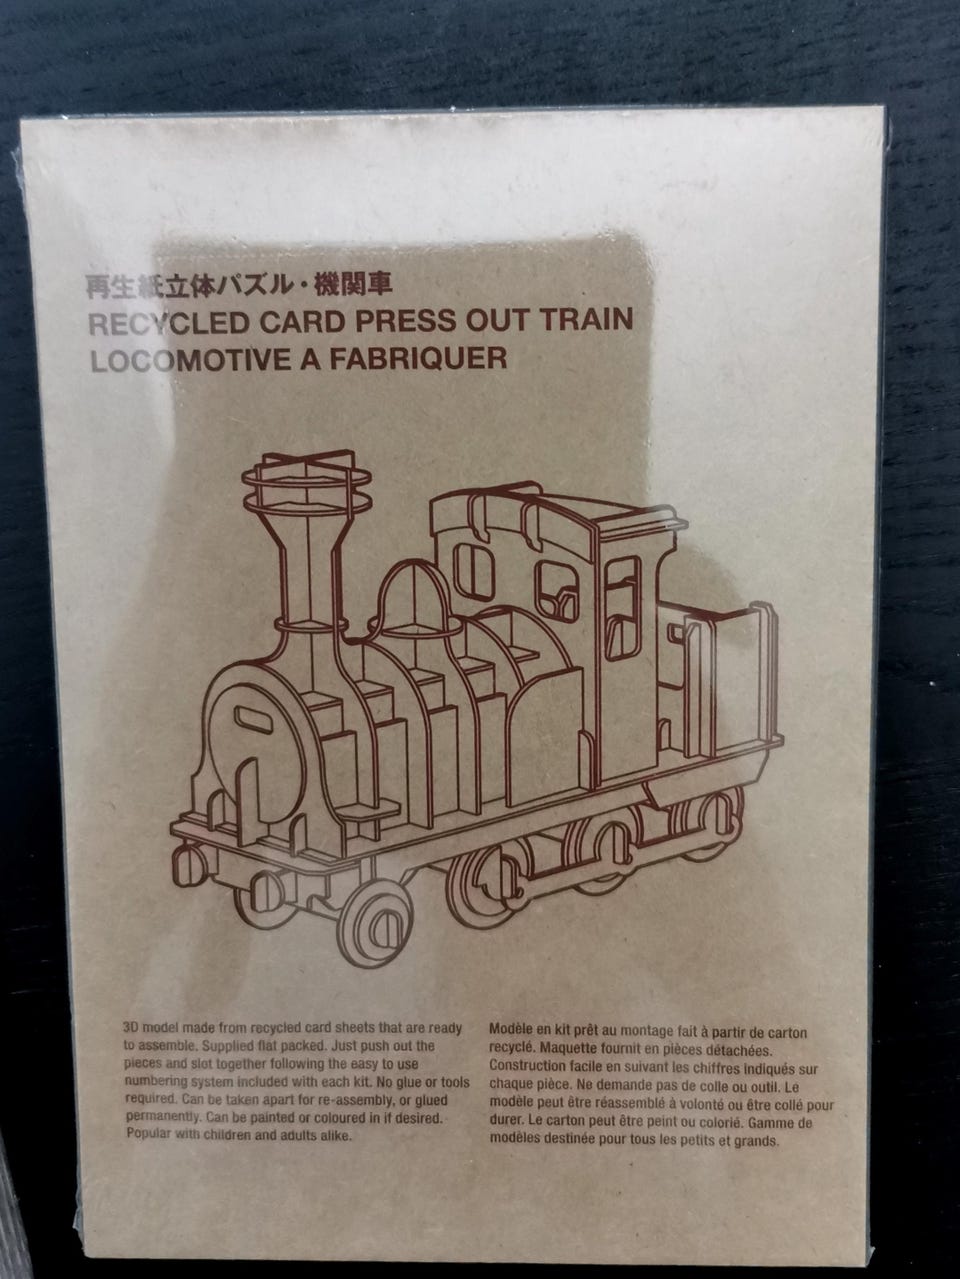 再生紙立体パズル・機関車
RECYCLED CARD PRESS OUT TRAIN
LOCOMOTIVE A FABRIQUER
3D model made from recycled card sheets that are ready
to assemble. Supplied flat packed. Just push out the
pieces and slot together following the easy to use
numbering system included with each kit. No glue or tools
required. Can be taken apart for re-assembly, or glued
permanently. Can be painted or coloured in if desired.
Popular with children and adults alike.
Modèle en kit prêt au montage fait à partir de carton
recyclé. Maquette fournit en pièces détachées.
Construction facile en suivant les chiffres indiqués sur
chaque pièce. Ne demande pas de colle ou outil. Le
modèle peut être réassemblé à volonté ou être collé pour
durer. Le carton peut être peint ou colorié. Gamme de
modèles destinée pour tous les petits et grands.